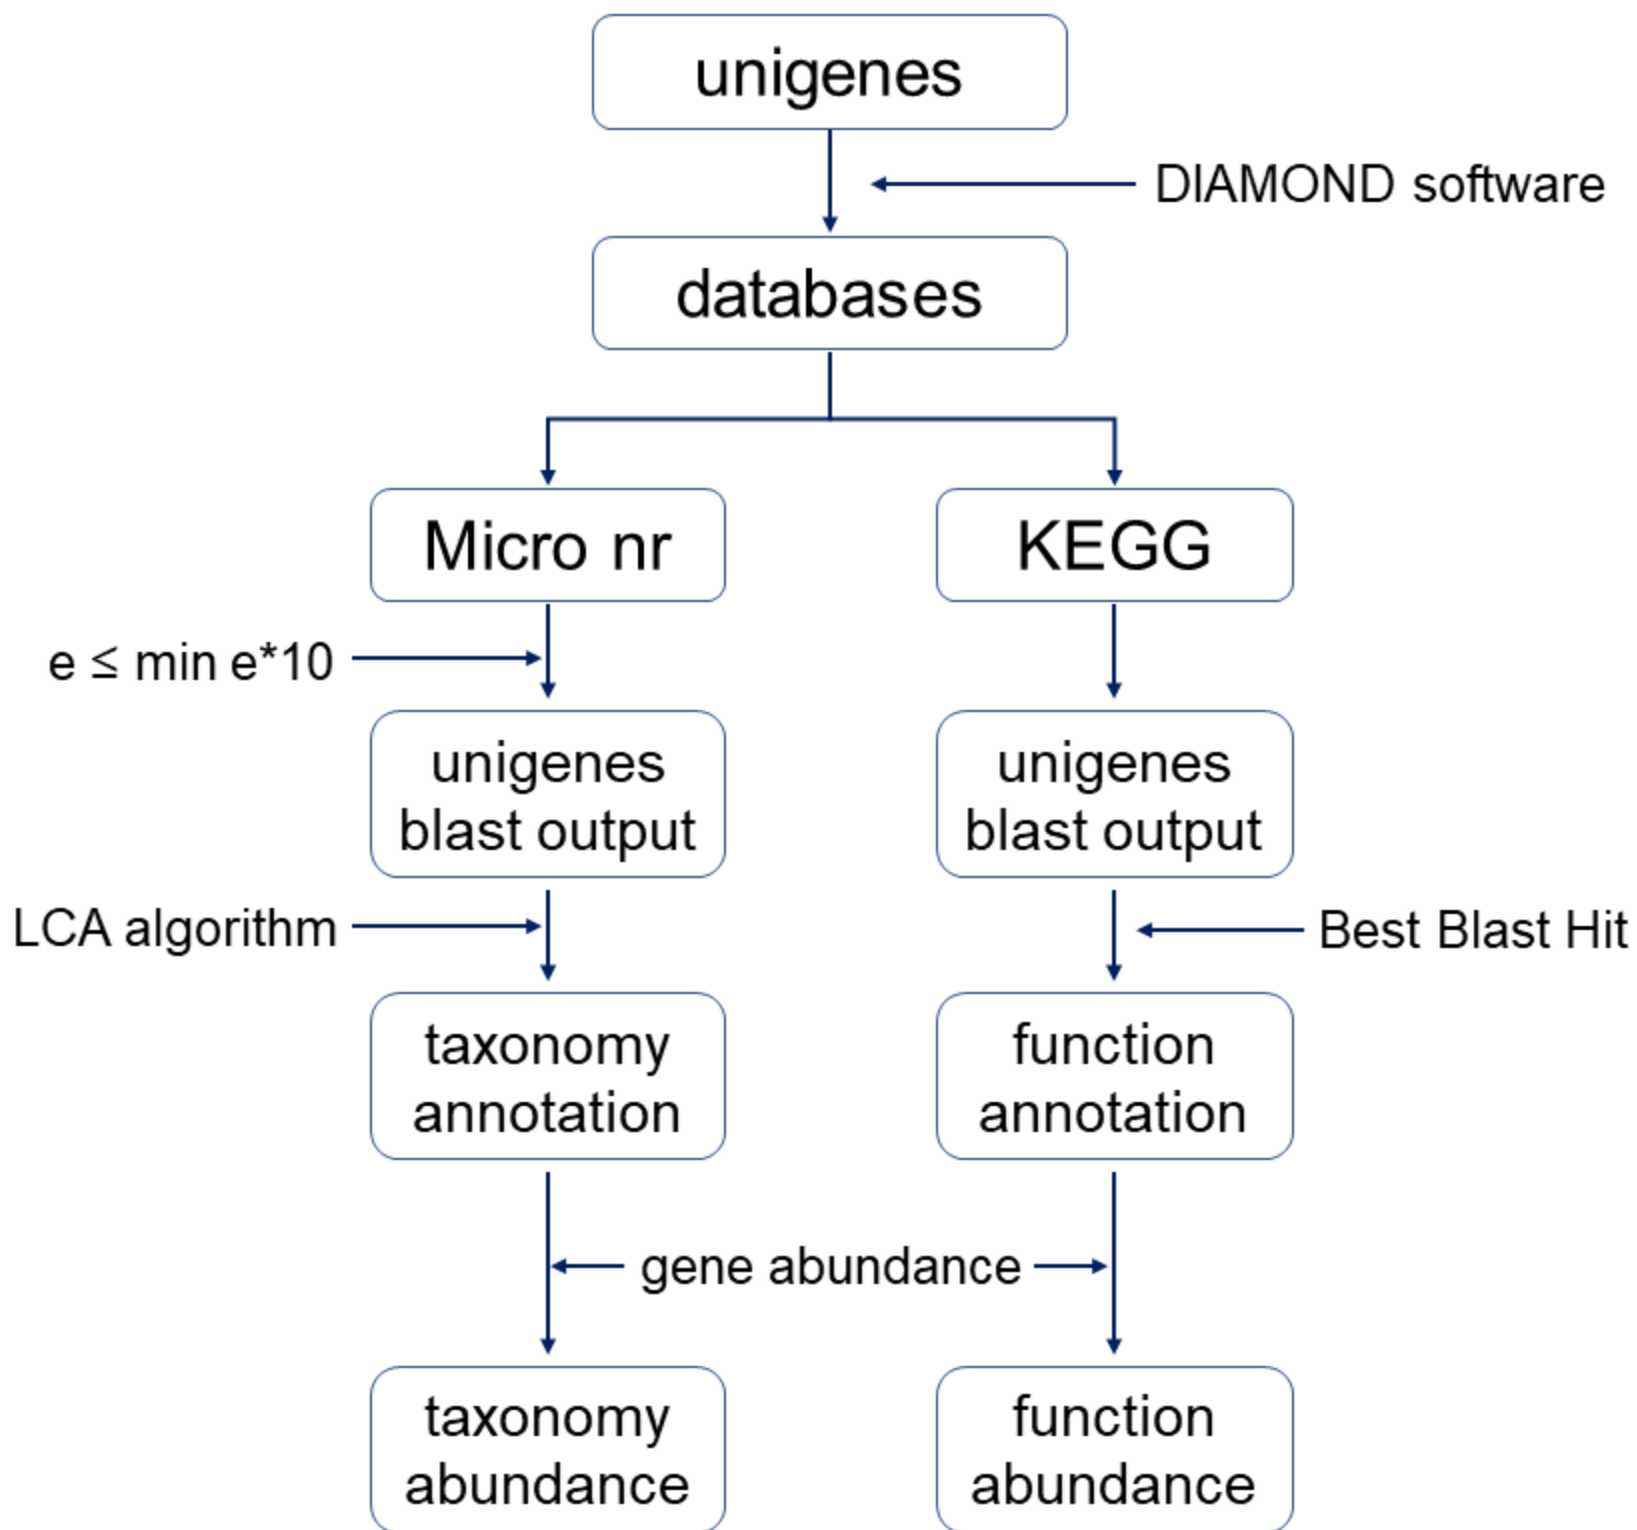 unigenes
DIAMOND software
databases
Micro nr
KEGG
e ≤ min e*10
unigenes
blast output
unigenes
blast output
LCA algorithm
Best Blast Hit
taxonomy
annotation
function
annotation
gene abundance
taxonomy
abundance
function
abundance